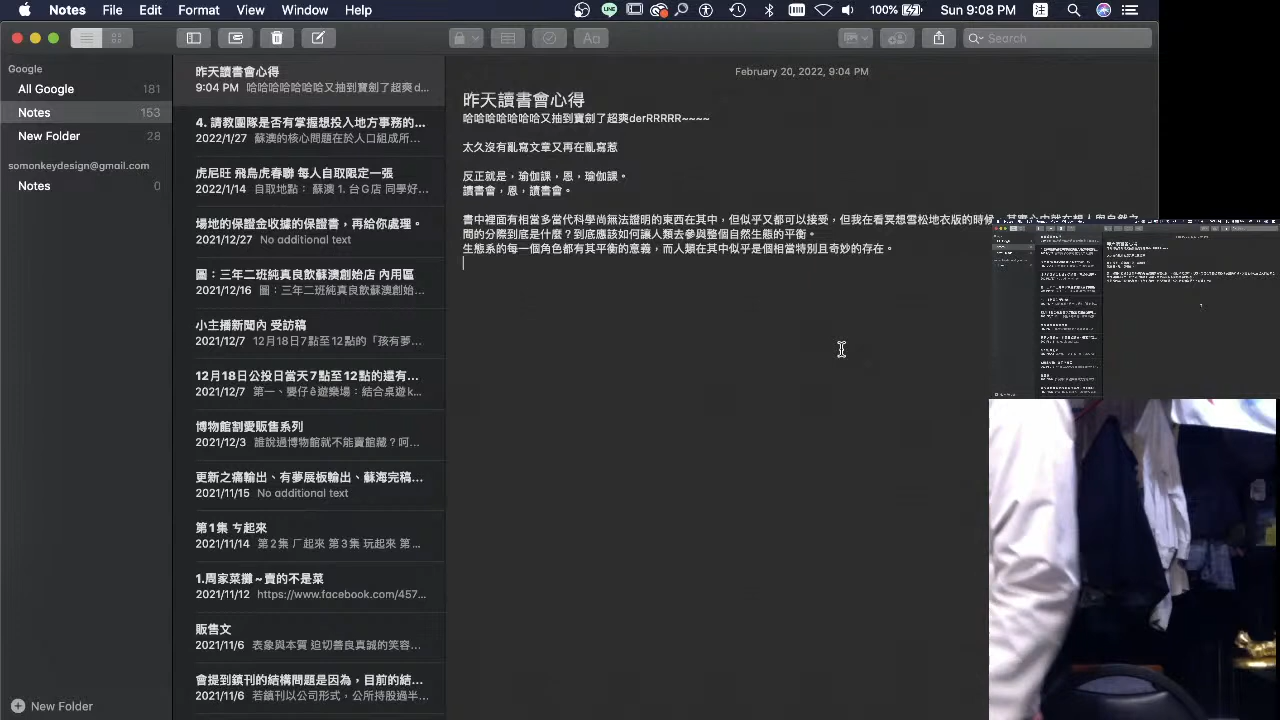 Notes File Edit Format View Window Help
100% Sun 9:08 PM 注
Aa
Search
Google
All Google 181
Notes 153
New Folder 28
somonkeydesign@gmail.com
Notes 0
New Folder
昨天讀書會心得
9:04 PM 哈哈哈哈哈哈哈又抽到寶劍了超爽d...
4. 請教團隊是否有掌握想投入地方事務的...
2022/1/27 蘇澳的核心問題在於人口組成所...
虎尼旺 飛烏虎春聯 每人自取限定一張
2022/1/14 自取地點： 蘇澳 1. 台G店 同學好...
場地的保證金收據的保證書，再給你處理。
2021/12/27 No additional text
圖：三年二班純真良飲蘇澳創始店 內用區
2021/12/16 圖：三年二班純真良飲蘇澳創始...
小主播新聞內 受訪稿
2021/12/7 12月18日7點至12點的「孩有夢...
12月18日公投日當天7點至12點的還有...
2021/12/7 第一、嬰仔ê遊樂場：結合桌遊k...
博物館割愛販售系列
2021/12/3 誰說過博物館就不能賣館藏？呵...
更新之痛輸出、有夢展板輸出、蘇海完稿...
2021/11/15 No additional text
第1集 ㄘ起來
2021/11/14 第2集 ㄏ起來 第3集 玩起來 第...
1.周家菜攤~賣的不是菜
2021/11/12 https://www.facebook.com/457...
販售文
2021/11/6 表象與本質 迫切善良真誠的笑容...
會提到鎮刊的結構問題是因為，目前的結...
2021/11/6 若鎮刊以公司形式，公所持股過半...
February 20, 2022, 9:04 PM
昨天讀書會心得
哈哈哈哈哈哈哈又抽到寶劍了超爽derRRRRR~~~~
太久沒有亂寫文章又再在亂寫惹
反正就是，瑜伽課，恩，瑜伽課。
讀書會，恩，讀書會。
書中裡面有相當多當代科學尚無法證明的東西在其中，但似乎又都可以接受，但我在看冥想雪松地衣版的時候，其實心中就在想人與自然之
間的分際到底是什麼？到底應該如何讓人類去參與整個自然生態的平衡。
生態系的每一個角色都有其平衡的意義，而人類在其中似乎是個相當特別且奇妙的存在。